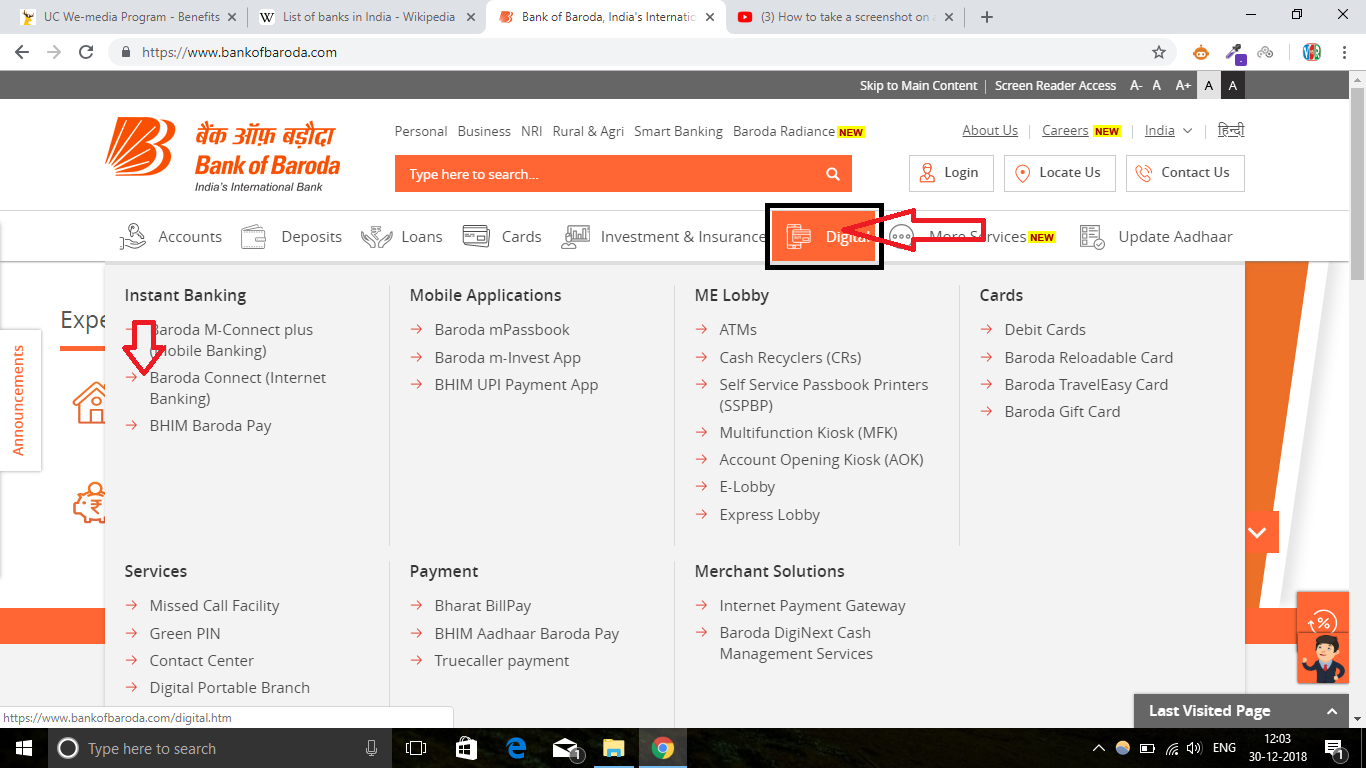 UC We-media Program - Benefits
List of banks in India - Wikipedia
Bank of Baroda, India's Internatio
(3) How to take a screenshot on
https://www.bankofbaroda.com
Skip to Main Content | Screen Reader Access A- A A+ A A
बैंक ऑफ़ बड़ौदा
Bank of Baroda
India's International Bank
Personal Business NRI Rural & Agri Smart Banking Baroda Radiance NEW
About Us | Careers NEW | India | हिन्दी
Type here to search...
Login
Locate Us
Contact Us
Accounts Deposits Loans Cards Investment & Insurance Digital More Services NEW Update Aadhaar
Expe
Announcements
Instant Banking
Baroda M-Connect plus
(Mobile Banking)
Baroda Connect (Internet
Banking)
BHIM Baroda Pay
Mobile Applications
Baroda mPassbook
Baroda m-Invest App
BHIM UPI Payment App
ME Lobby
ATMs
Cash Recyclers (CRs)
Self Service Passbook Printers
(SSPBP)
Multifunction Kiosk (MFK)
Account Opening Kiosk (AOK)
E-Lobby
Express Lobby
Cards
Debit Cards
Baroda Reloadable Card
Baroda TravelEasy Card
Baroda Gift Card
Services
Missed Call Facility
Green PIN
Contact Center
Digital Portable Branch
Payment
Bharat BillPay
BHIM Aadhaar Baroda Pay
Truecaller payment
Merchant Solutions
Internet Payment Gateway
Baroda DigiNext Cash
Management Services
%
https://www.bankofbaroda.com/digital.htm
Last Visited Page
Type here to search
1
ENG
12:03
30-12-2018
1